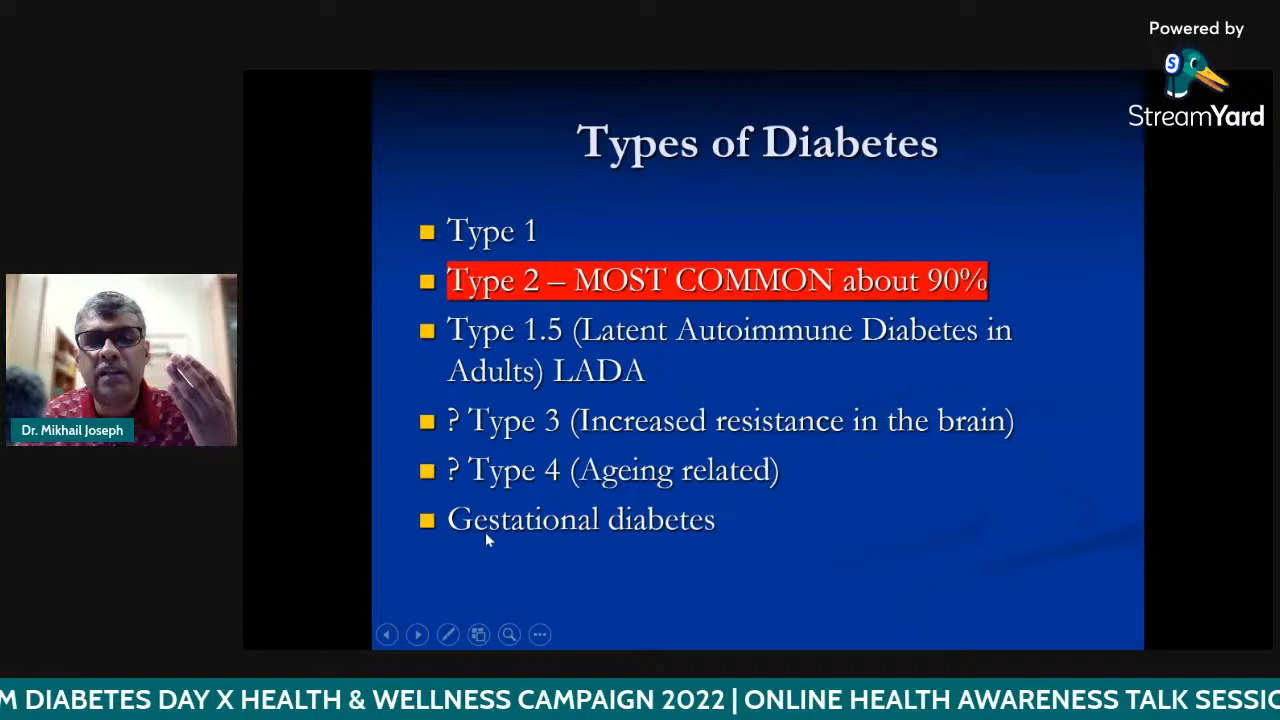 Powered by
StreamYard
Types of Diabetes
Type 1
Type 2 – MOST COMMON about 90%
Type 1.5 (Latent Autoimmune Diabetes in
Adults) LADA
? Type 3 (Increased resistance in the brain)
? Type 4 (Ageing related)
Gestational diabetes
Dr. Mikhail Joseph
M DIABETES DAY X HEALTH & WELLNESS CAMPAIGN 2022 | ONLINE HEALTH AWARENESS TALK SESSIO